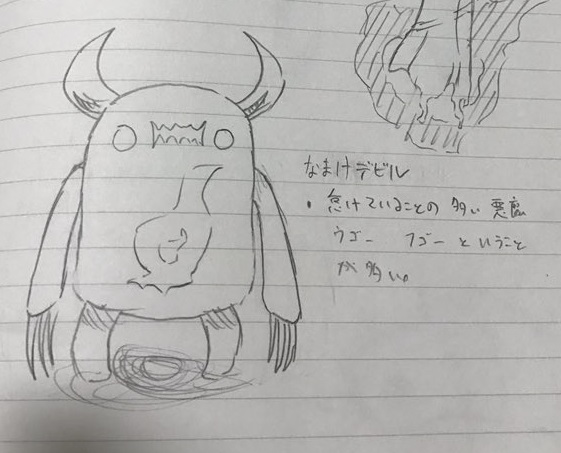 なまけデビル
・怠けていることの多い悪魔
ウゴー フゴーということ
が多い。